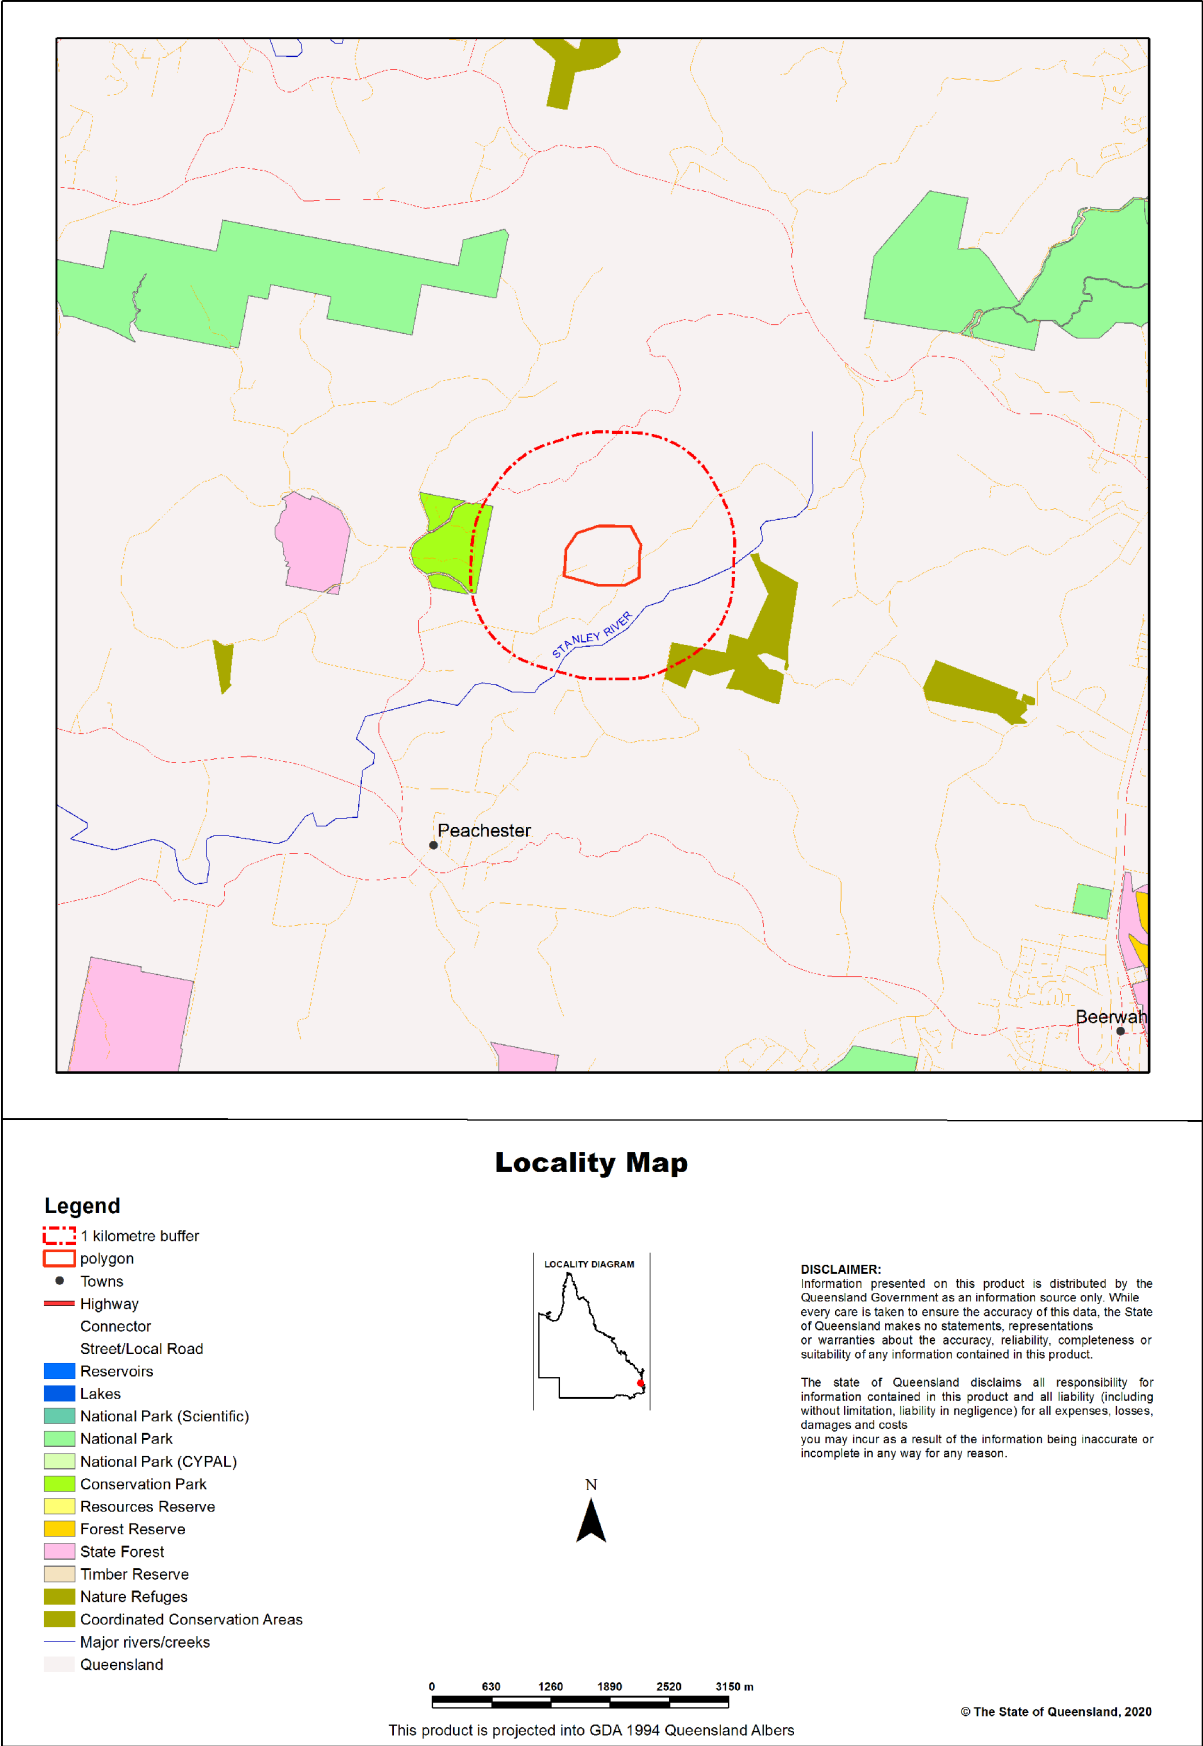 STANLEY RIVER
Peachester
Beerwah
Locality Map
Legend
1 kilometre buffer
polygon
Towns
Highway
Connector
Street/Local Road
Reservoirs
Lakes
National Park (Scientific)
National Park
National Park (CYPAL)
Conservation Park
Resources Reserve
Forest Reserve
State Forest
Timber Reserve
Nature Refuges
Coordinated Conservation Areas
Major rivers/creeks
Queensland
LOCALITY DIAGRAM
N
DISCLAIMER:
Information presented on this product is distributed by the
Queensland Government as an information source only. While
every care is taken to ensure the accuracy of this data, the State
of Queensland makes no statements, representations
or warranties about the accuracy, reliability, completeness or
suitability of any information contained in this product.
The state of Queensland disclaims all responsibility for
information contained in this product and all liability (including
without limitation, liability in negligence) for all expenses, losses,
damages and costs
you may incur as a result of the information being inaccurate or
incomplete in any way for any reason.
0 630 1260 1890 2520 3150 m
This product is projected into GDA 1994 Queensland Albers
© The State of Queensland, 2020